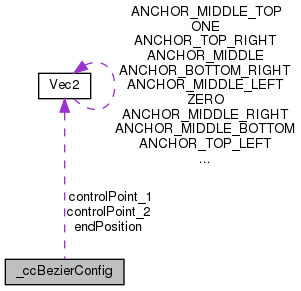 ANCHOR_MIDDLE_TOP
ONE
ANCHOR_TOP_RIGHT
ANCHOR_MIDDLE
ANCHOR_BOTTOM_RIGHT
ANCHOR_MIDDLE_LEFT
ZERO
ANCHOR_MIDDLE_RIGHT
ANCHOR_MIDDLE_BOTTOM
ANCHOR_TOP_LEFT
...
Vec2
controlPoint_1
controlPoint_2
endPosition
_ccBezierConfig